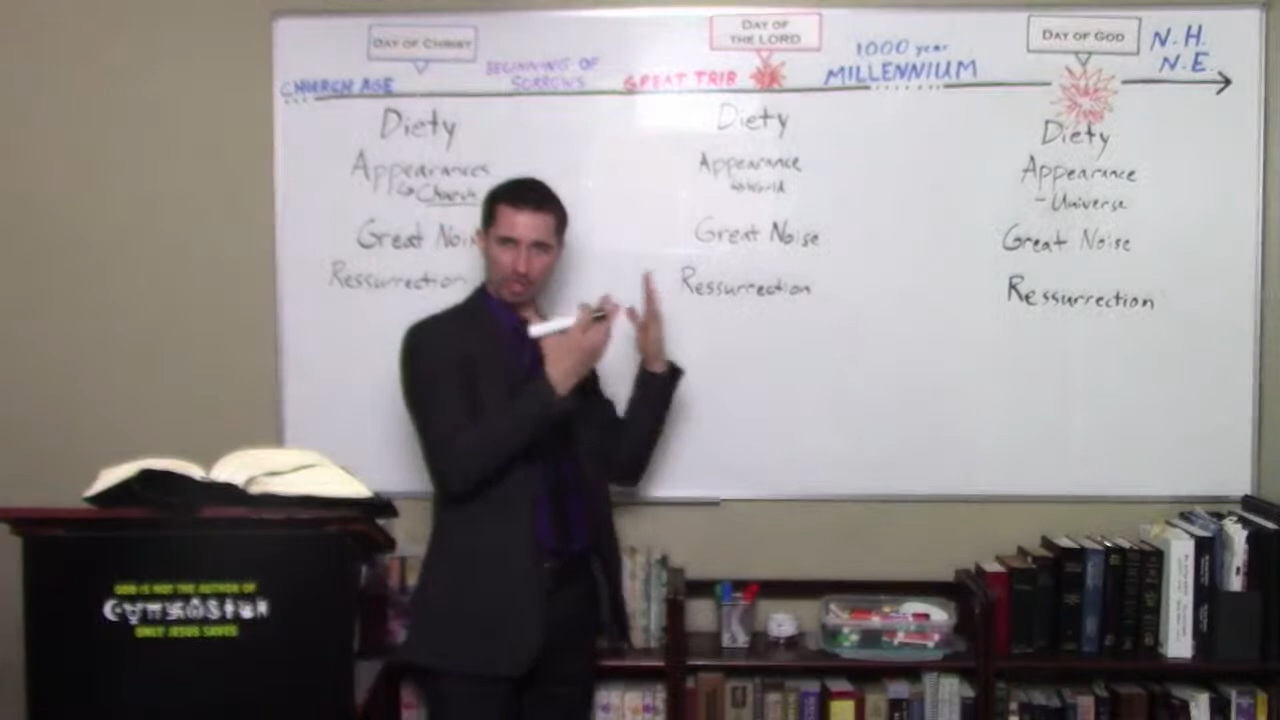 DAY OF CHRIST
DAY OF
THE LORD
DAY OF GOD
CHURCH AGE
BEGINNING OF
SORROWS
GREAT TRIB
1000 year
MILLENNIUM
N.H.
N.E.
Diety
Appearances
Great
Ressurrection
Diety
Appearance
World
Great Noise
Ressurrection
Diety
Appearance
- Universe
Great Noise
Ressurrection
GOD IS NOT THE AUTHOR OF
ONLY JESUS SAVES